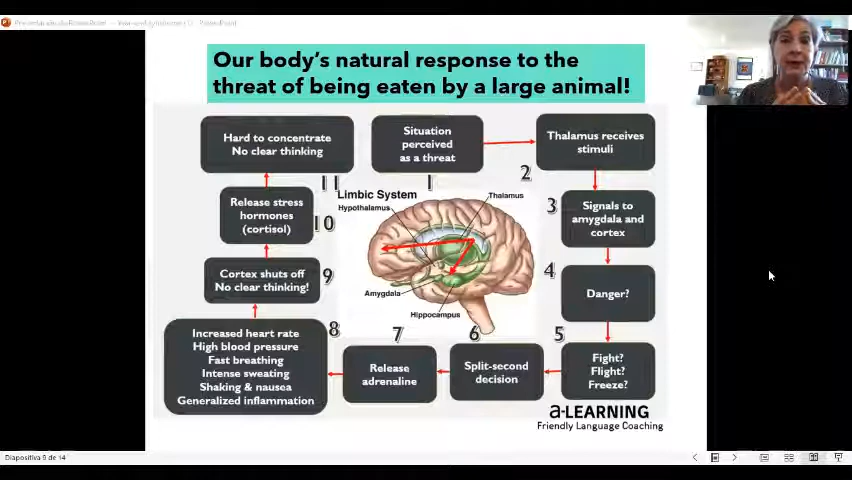 Our body's natural response to the
threat of being eaten by a large animal!
Situation
perceived
as a threat
1
Thalamus receives
stimuli
2
Signals to
amygdala and
cortex
3
Danger?
4
Fight?
Flight?
Freeze?
5
Split-second
decision
6
Release
adrenaline
7
Increased heart rate
High blood pressure
Fast breathing
Intense sweating
Shaking & nausea
Generalized inflammation
8
Cortex shuts off
No clear thinking!
9
Release stress
hormones
(cortisol)
10
Hard to concentrate
No clear thinking
11
Limbic System
Hypothalamus
Thalamus
Amygdala
Hippocampus
a-LEARNING
Friendly Language Coaching
Diapositiva 9 de 14